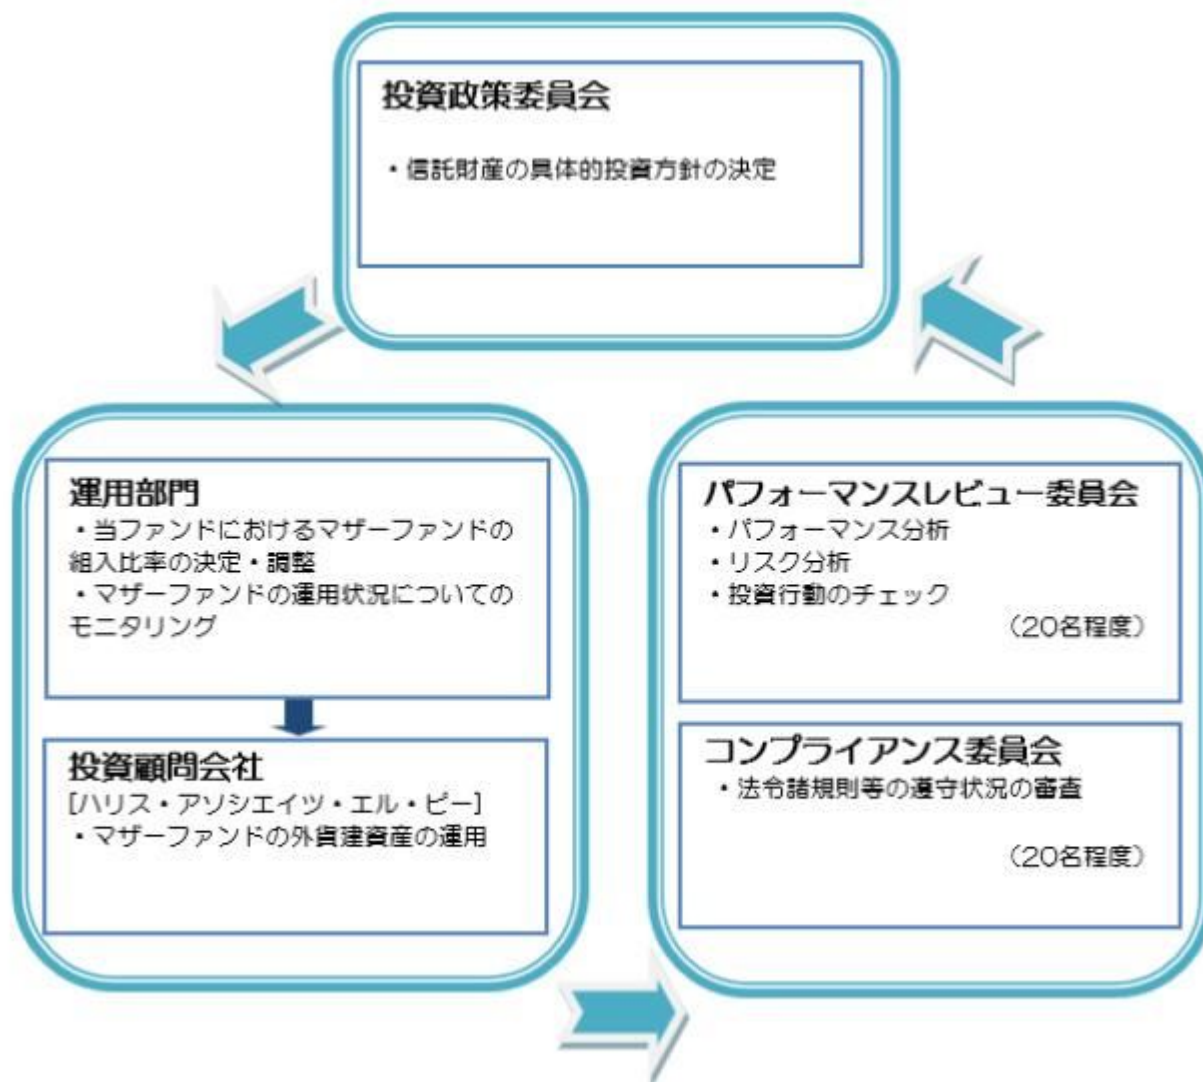 投資政策委員会
・信託財産の具体的投資方針の決定
運用部門
・当ファンドにおけるマザーファンドの
組入比率の決定・調整
・マザーファンドの運用状況についての
モニタリング
投資顧問会社
[ハリス・アソシエイツ・エル・ピー]
・マザーファンドの外貨建資産の運用
パフォーマンスレビュー委員会
・パフォーマンス分析
・リスク分析
・投資行動のチェック
（20名程度）
コンプライアンス委員会
・法令諸規則等の遵守状況の審査
（20名程度）